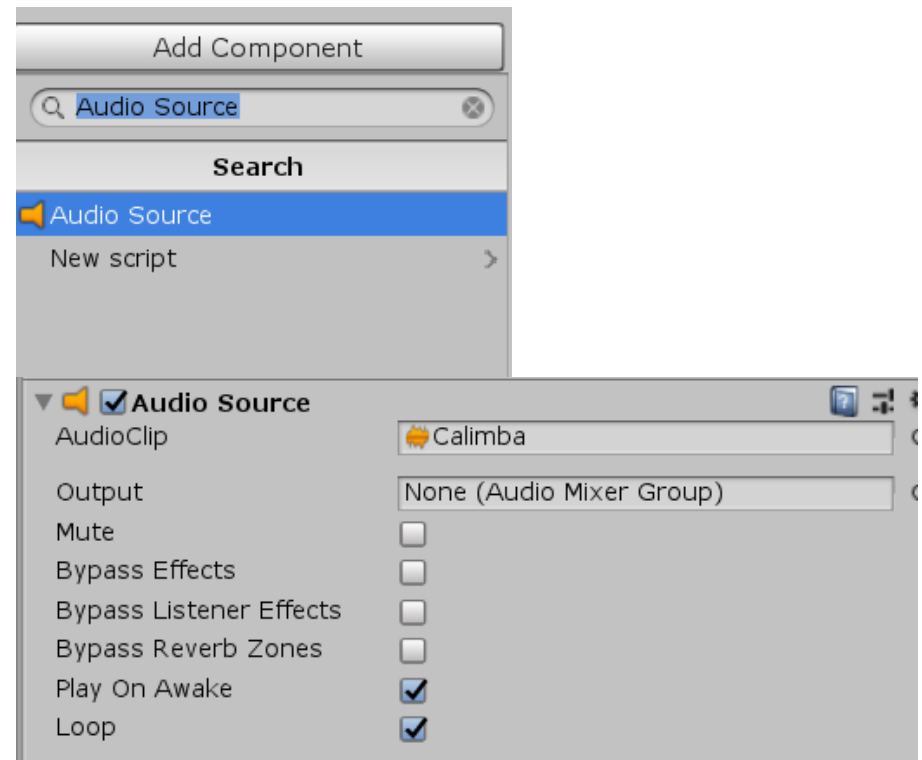 Add Component
Audio Source
Search
Audio Source
New script
Audio Source
AudioClip Calimba
Output None (Audio Mixer Group)
Mute
Bypass Effects
Bypass Listener Effects
Bypass Reverb Zones
Play On Awake
Loop